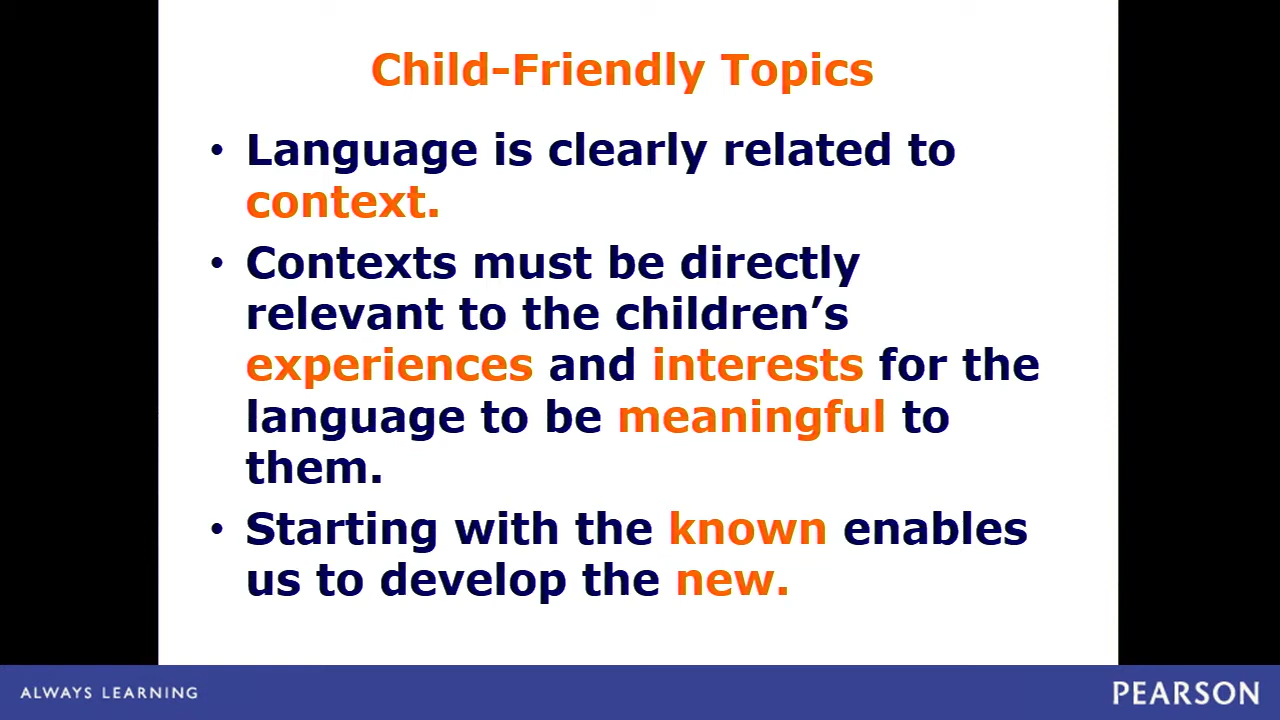 Child-Friendly Topics
• Language is clearly related to
context.
• Contexts must be directly
relevant to the children’s
experiences and interests for the
language to be meaningful to
them.
• Starting with the known enables
us to develop the new.
ALWAYS LEARNING
PEARSON